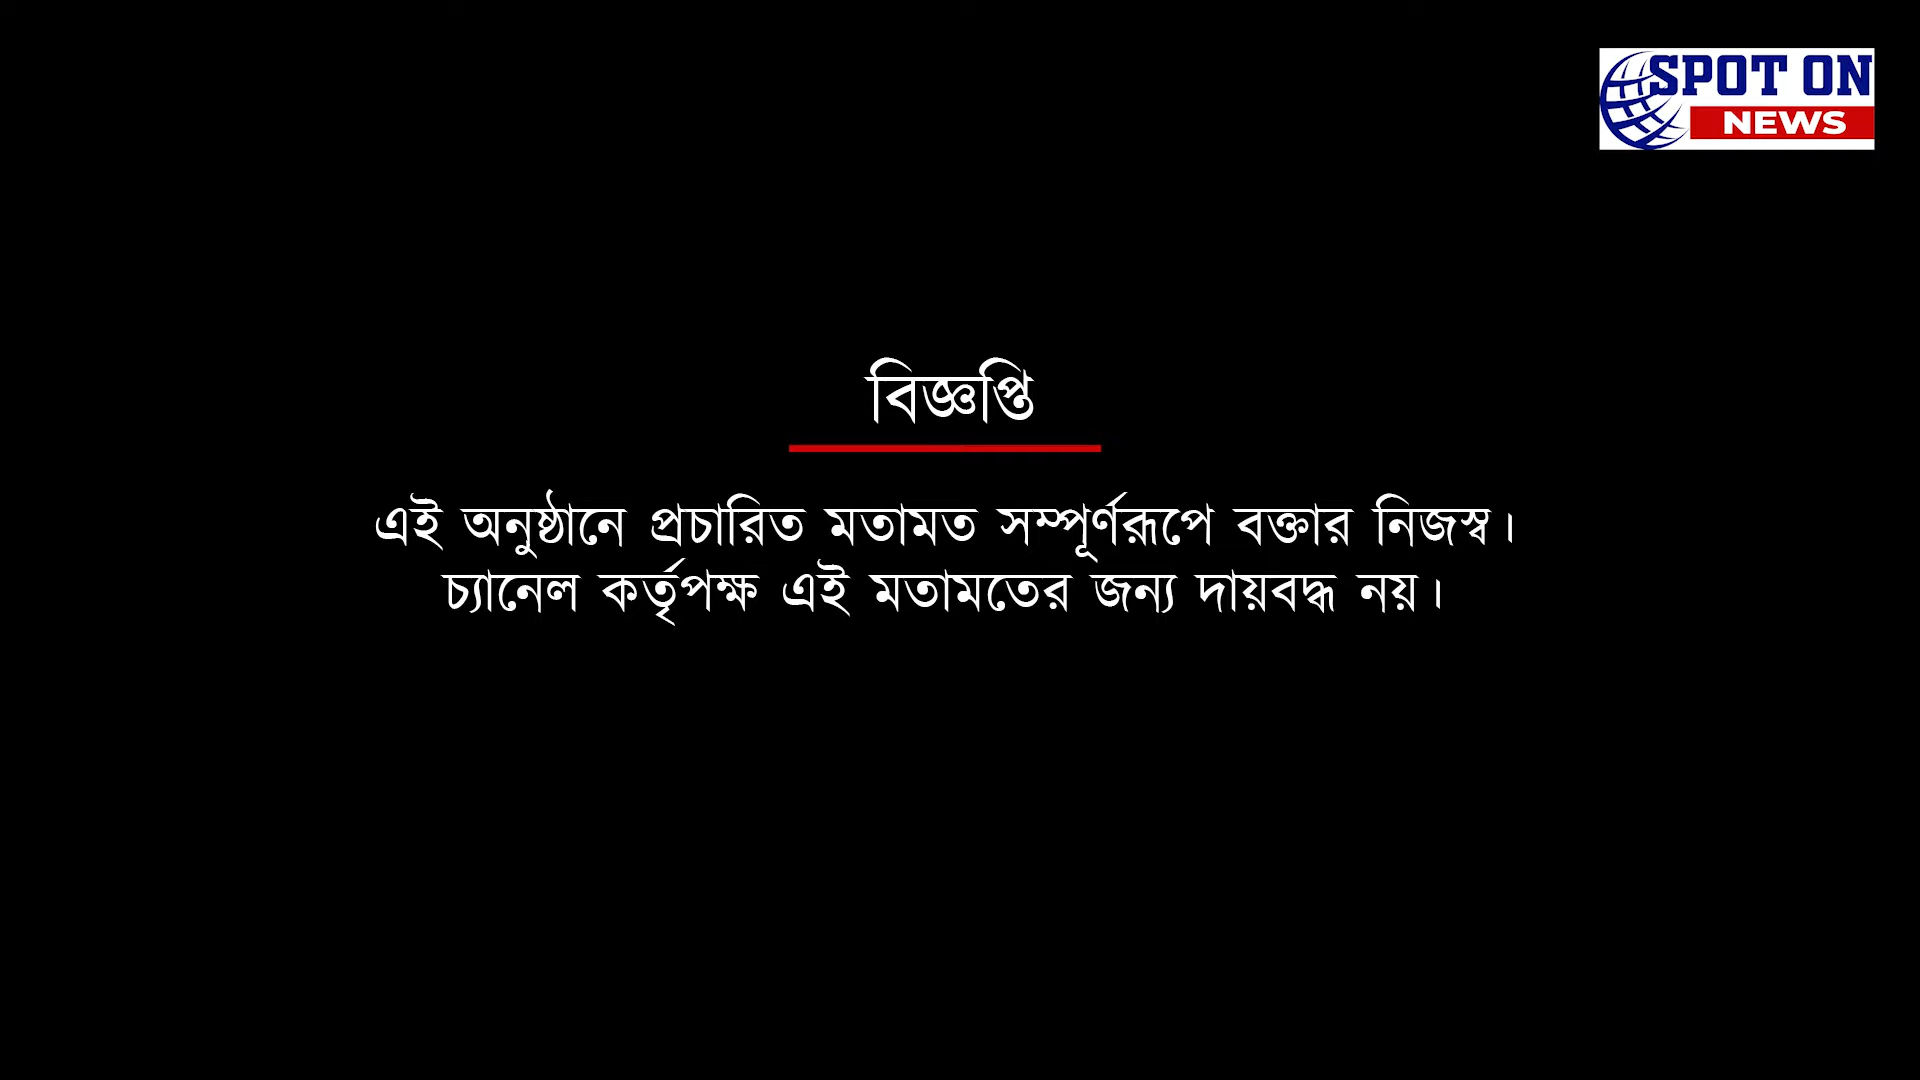 SPOT ON
NEWS
বিজ্ঞপ্তি
এই অনুষ্ঠানে প্রচারিত মতামত সম্পূর্ণরূপে বক্তার নিজস্ব।
চ্যানেল কর্তৃপক্ষ এই মতামতের জন্য দায়বদ্ধ নয়।